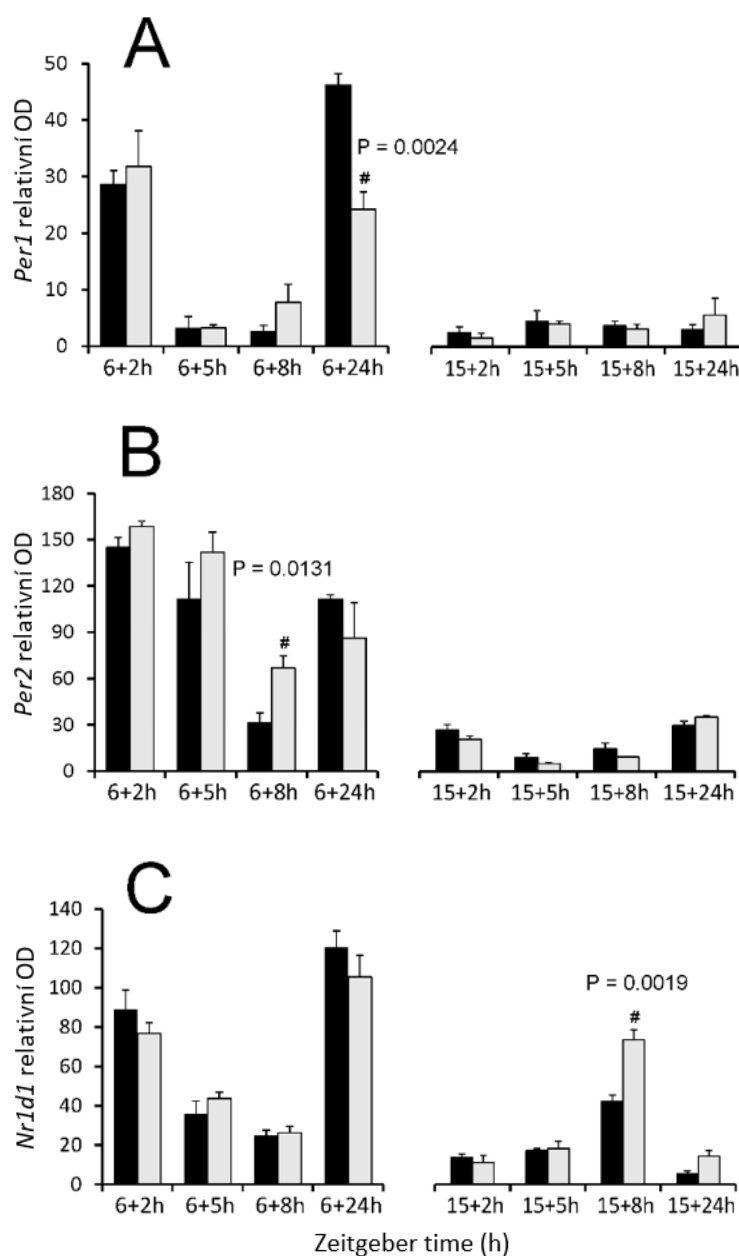 A
Per1 relativní OD
50
40
30
20
10
0
P = 0.0024
#
6+2h 6+5h 6+8h 6+24h 15+2h 15+5h 15+8h 15+24h
B
Per2 relativní OD
180
150
120
90
60
30
0
P = 0.0131
#
6+2h 6+5h 6+8h 6+24h 15+2h 15+5h 15+8h 15+24h
C
Nr1d1 relativní OD
140
120
100
80
60
40
20
0
P = 0.0019
#
6+2h 6+5h 6+8h 6+24h 15+2h 15+5h 15+8h 15+24h
Zeitgeber time (h)